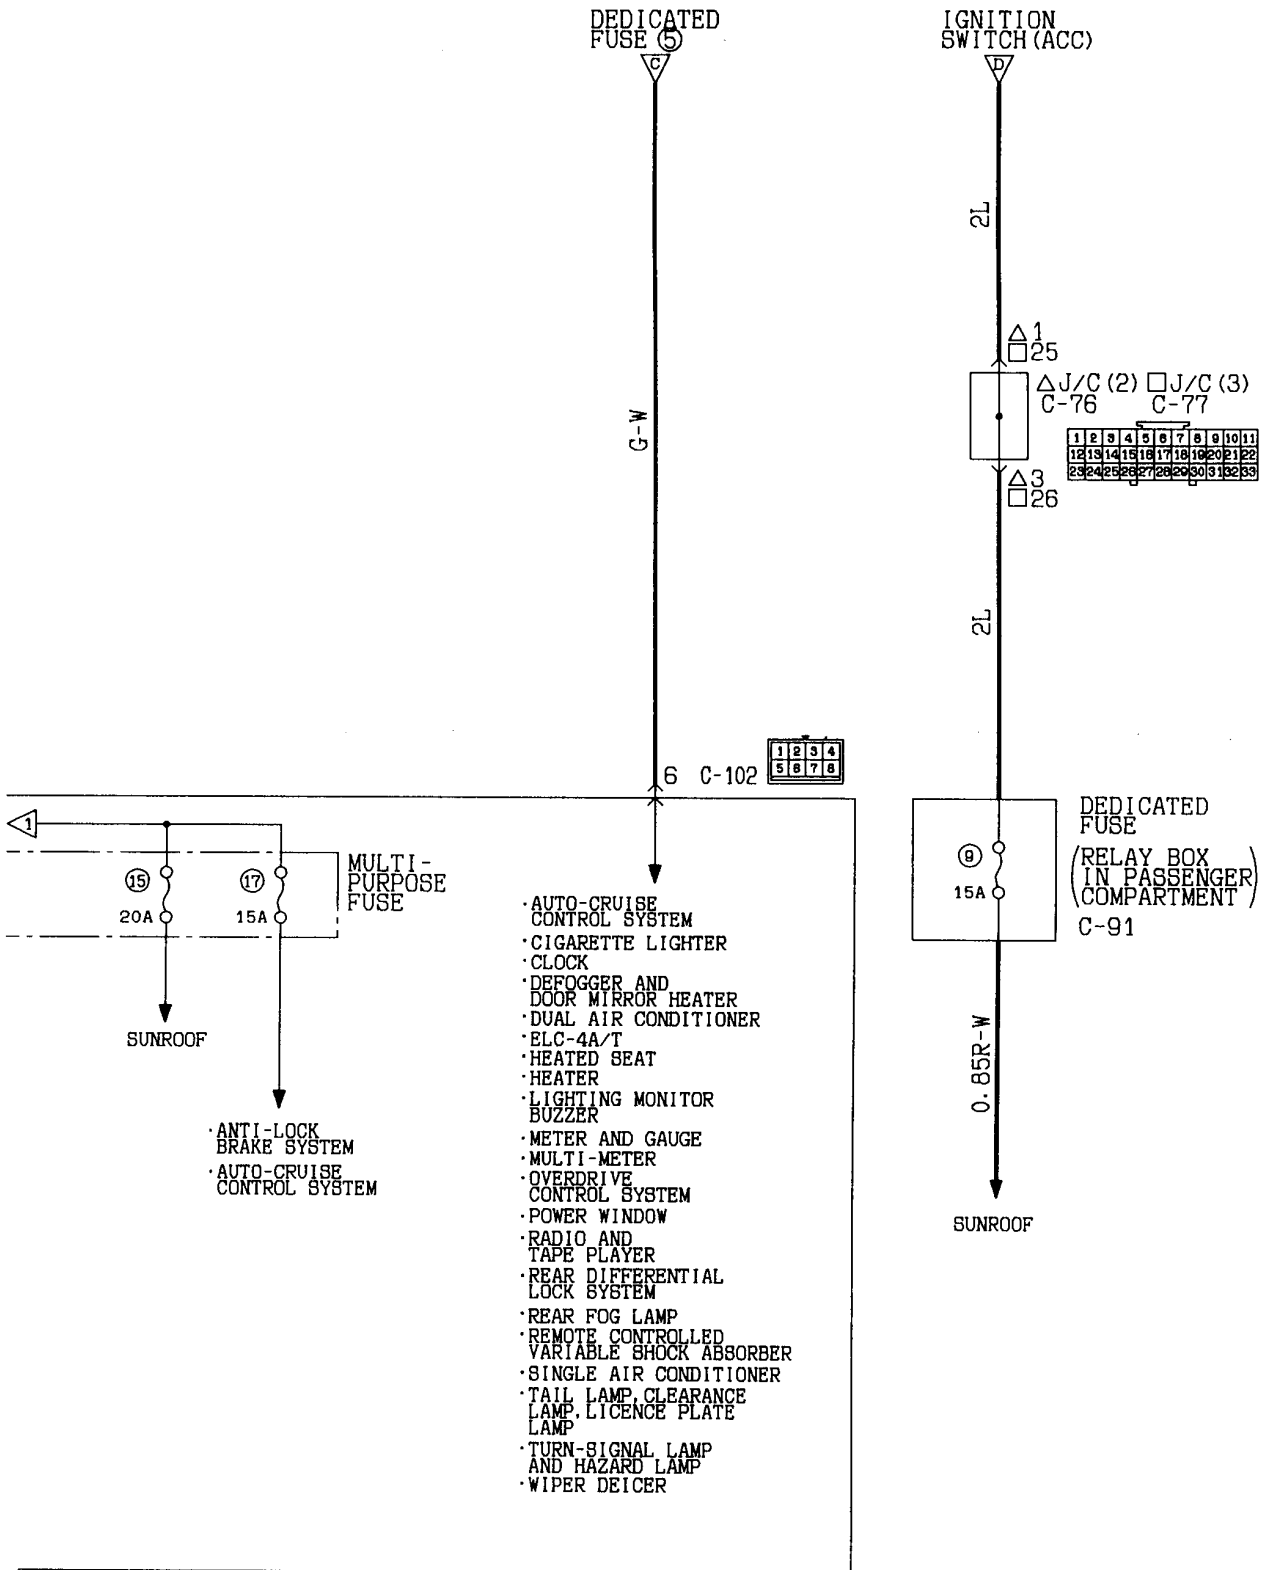 DEDICATED
FUSE ⑤
C
IGNITION
SWITCH (ACC)
D
2L
△1
□25
△J/C (2) □J/C (3)
C-76 C-77
1 2 3 4 5 6 7 8 9 10 11
12 13 14 15 16 17 18 19 20 21 22
23 24 25 26 27 28 29 30 31 32 33
△3
□26
G-W
2L
6 C-102
1 2 3 4
5 6 7 8
1
⑮
20A
⑰
15A
MULTI-
PURPOSE
FUSE
SUNROOF
·ANTI-LOCK
BRAKE SYSTEM
·AUTO-CRUISE
CONTROL SYSTEM
·AUTO-CRUISE
CONTROL SYSTEM
·CIGARETTE LIGHTER
·CLOCK
·DEFOGGER AND
DOOR MIRROR HEATER
·DUAL AIR CONDITIONER
·ELC-4A/T
·HEATED SEAT
·HEATER
·LIGHTING MONITOR
BUZZER
·METER AND GAUGE
·MULTI-METER
·OVERDRIVE
CONTROL SYSTEM
·POWER WINDOW
·RADIO AND
TAPE PLAYER
·REAR DIFFERENTIAL
LOCK SYSTEM
·REAR FOG LAMP
·REMOTE CONTROLLED
VARIABLE SHOCK ABSORBER
·SINGLE AIR CONDITIONER
·TAIL LAMP,CLEARANCE
LAMP,LICENCE PLATE
LAMP
·TURN-SIGNAL LAMP
AND HAZARD LAMP
·WIPER DEICER
⑨
15A
DEDICATED
FUSE
(RELAY BOX
IN PASSENGER
COMPARTMENT)
C-91
0.85R-W
SUNROOF